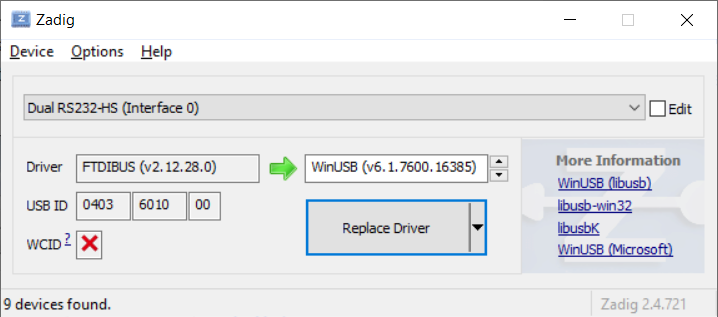 Zadig
Device Options Help
Dual RS232-HS (Interface 0)
Edit
Driver FTDIBUS (v2.12.28.0) WinUSB (v6.1.7600.16385)
USB ID 0403 6010 00
WCID ?
Replace Driver
More Information
WinUSB (libusb)
libusb-win32
libusbK
WinUSB (Microsoft)
9 devices found.
Zadig 2.4.721